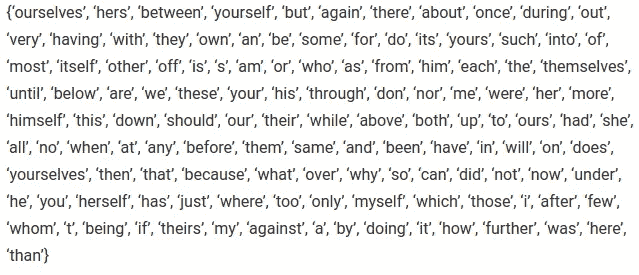 {‘ourselves’, ‘hers’, ‘between’, ‘yourself’, ‘but’, ‘again’, ‘there’, ‘about’, ‘once’, ‘during’, ‘out’,
‘very’, ‘having’, ‘with’, ‘they’, ‘own’, ‘an’, ‘be’, ‘some’, ‘for’, ‘do’, ‘its’, ‘yours’, ‘such’, ‘into’, ‘of’,
‘most’, ‘itself’, ‘other’, ‘off’, ‘is’, ‘s’, ‘am’, ‘or’, ‘who’, ‘as’, ‘from’, ‘him’, ‘each’, ‘the’, ‘themselves’,
‘until’, ‘below’, ‘are’, ‘we’, ‘these’, ‘your’, ‘his’, ‘through’, ‘don’, ‘nor’, ‘me’, ‘were’, ‘her’, ‘more’,
‘himself’, ‘this’, ‘down’, ‘should’, ‘our’, ‘their’, ‘while’, ‘above’, ‘both’, ‘up’, ‘to’, ‘ours’, ‘had’, ‘she’,
‘all’, ‘no’, ‘when’, ‘at’, ‘any’, ‘before’, ‘them’, ‘same’, ‘and’, ‘been’, ‘have’, ‘in’, ‘will’, ‘on’, ‘does’,
‘yourselves’, ‘then’, ‘that’, ‘because’, ‘what’, ‘over’, ‘why’, ‘so’, ‘can’, ‘did’, ‘not’, ‘now’, ‘under’,
‘he’, ‘you’, ‘herself’, ‘has’, ‘just’, ‘where’, ‘too’, ‘only’, ‘myself’, ‘which’, ‘those’, ‘i’, ‘after’, ‘few’,
‘whom’, ‘t’, ‘being’, ‘if’, ‘theirs’, ‘my’, ‘against’, ‘a’, ‘by’, ‘doing’, ‘it’, ‘how’, ‘further’, ‘was’, ‘here’,
‘than’}